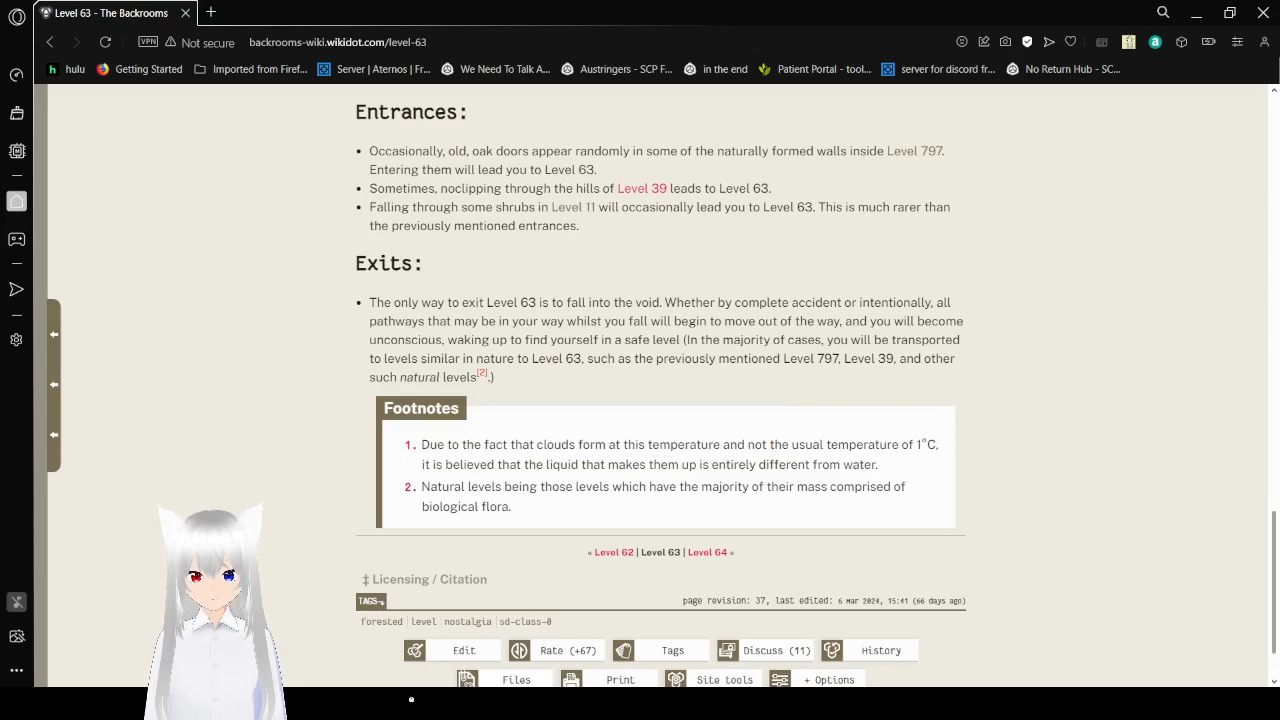 Level 63 - The Backrooms
VPN Not secure backrooms-wiki.wikidot.com/level-63
hulu Getting Started Imported from Firef... Server | Aternos | Fr... We Need To Talk A... Austringers - SCP F... in the end Patient Portal - tool... server for discord fr... No Return Hub - SC...
Entrances:
• Occasionally, old, oak doors appear randomly in some of the naturally formed walls inside Level 797.
Entering them will lead you to Level 63.
• Sometimes, noclipping through the hills of Level 39 leads to Level 63.
• Falling through some shrubs in Level 11 will occasionally lead you to Level 63. This is much rarer than
the previously mentioned entrances.
Exits:
• The only way to exit Level 63 is to fall into the void. Whether by complete accident or intentionally, all
pathways that may be in your way whilst you fall will begin to move out of the way, and you will become
unconscious, waking up to find yourself in a safe level (In the majority of cases, you will be transported
to levels similar in nature to Level 63, such as the previously mentioned Level 797, Level 39, and other
such natural levels[2].)
Footnotes
1. Due to the fact that clouds form at this temperature and not the usual temperature of 1°C,
it is believed that the liquid that makes them up is entirely different from water.
2. Natural levels being those levels which have the majority of their mass comprised of
biological flora.
« Level 62 | Level 63 | Level 64 »
‡ Licensing / Citation
TAGS page revision: 37, last edited: 6 Mar 2024, 15:41 (66 days ago)
forested level nostalgia sd-class-0
Edit Rate (+67) Tags Discuss (11) History
Files Print Site tools + Options